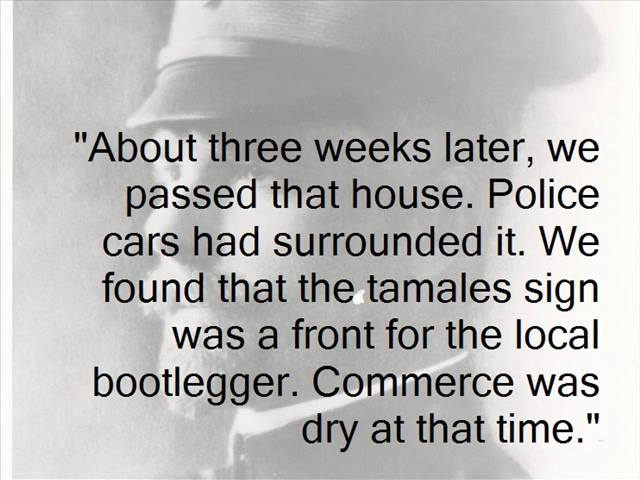 "About three weeks later, we
passed that house. Police
cars had surrounded it. We
found that the tamales sign
was a front for the local
bootlegger. Commerce was
dry at that time."